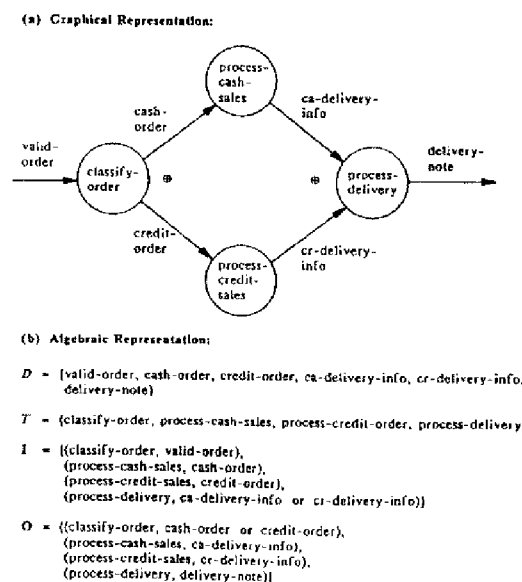 (a) Graphical Representation:
process-
cash-
sales
cash-
order
ca-delivery-
info
valid-
order
classify-
order
⊕
⊕
process-
delivery
delivery-
note
credit-
order
process-
credit-
sales
cr-delivery-
info
(b) Algebraic Representation:
D = {valid-order, cash-order, credit-order, ca-delivery-info, cr-delivery-info,
delivery-note}
T = {classify-order, process-cash-sales, process-credit-order, process-delivery
I = {(classify-order, valid-order),
(process-cash-sales, cash-order),
(process-credit-sales, credit-order),
(process-delivery, ca-delivery-info or cr-delivery-info)}
O = {(classify-order, cash-order or credit-order),
(process-cash-sales, ca-delivery-info),
(process-credit-sales, cr-delivery-info),
(process-delivery, delivery-note)}